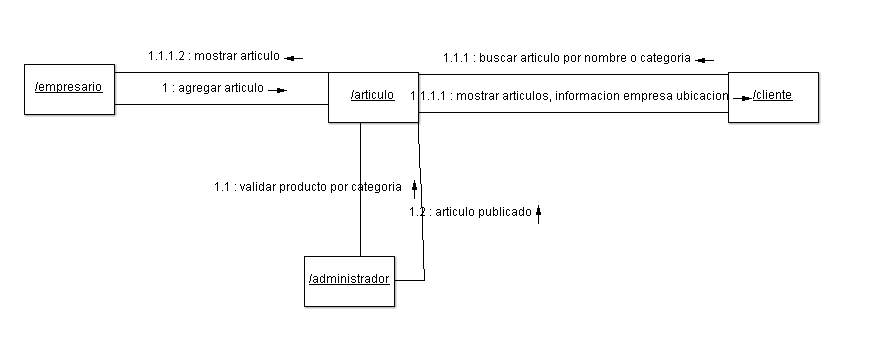 1.1.1.2 : mostrar articulo
1.1.1 : buscar articulo por nombre o categoria
/empresario
1 : agregar articulo
/articulo
1.1.1.1 : mostrar articulos, informacion empresa ubicacion
/cliente
1.1 : validar producto por categoria
1.2 : articulo publicado
/administrador